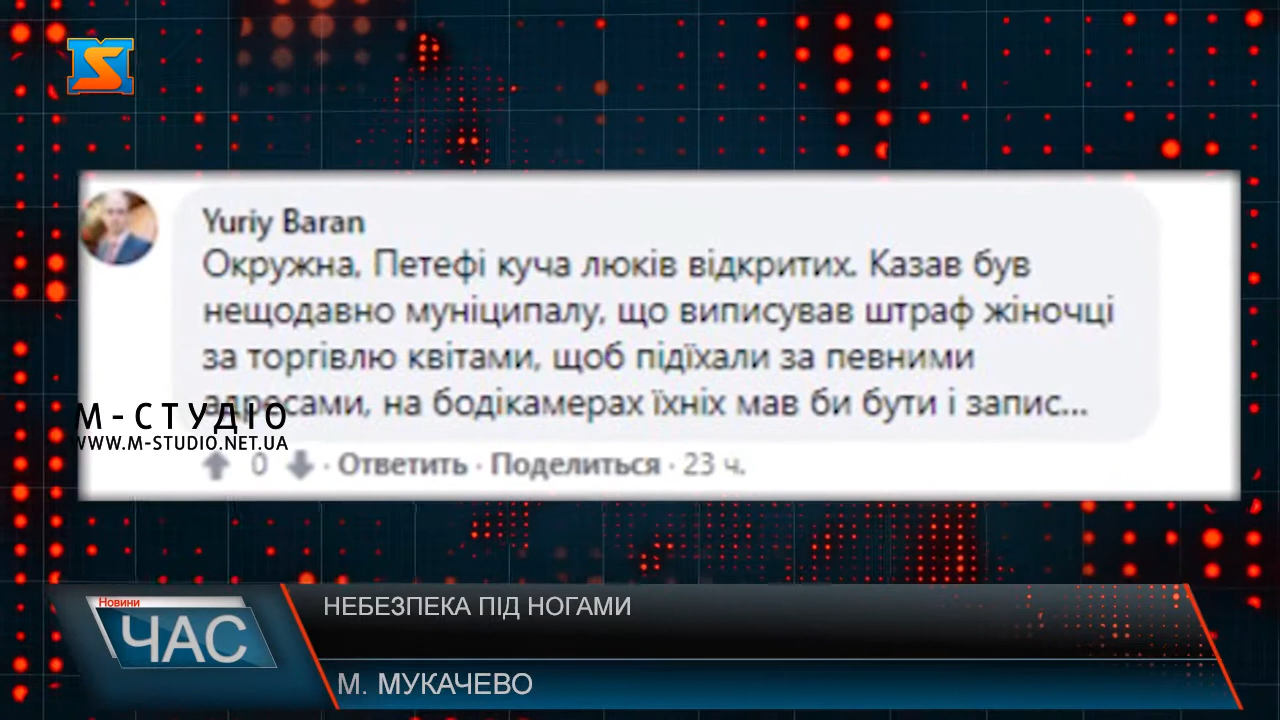 Yuriy Baran
Окружна, Петефі куча люків відкритих. Казав був
нещодавно муніципалу, що виписував штраф жіночці
за торгівлю квітами, щоб підїхали за певними
адресами, на бодікамерах їхніх мав би бути і запис...
М-СТУДІО
WWW.M-STUDIO.NET.UA
0 · Ответить · Поделиться · 23 ч.
Новини
ЧАС
НЕБЕЗПЕКА ПІД НОГАМИ
М. МУКАЧЕВО